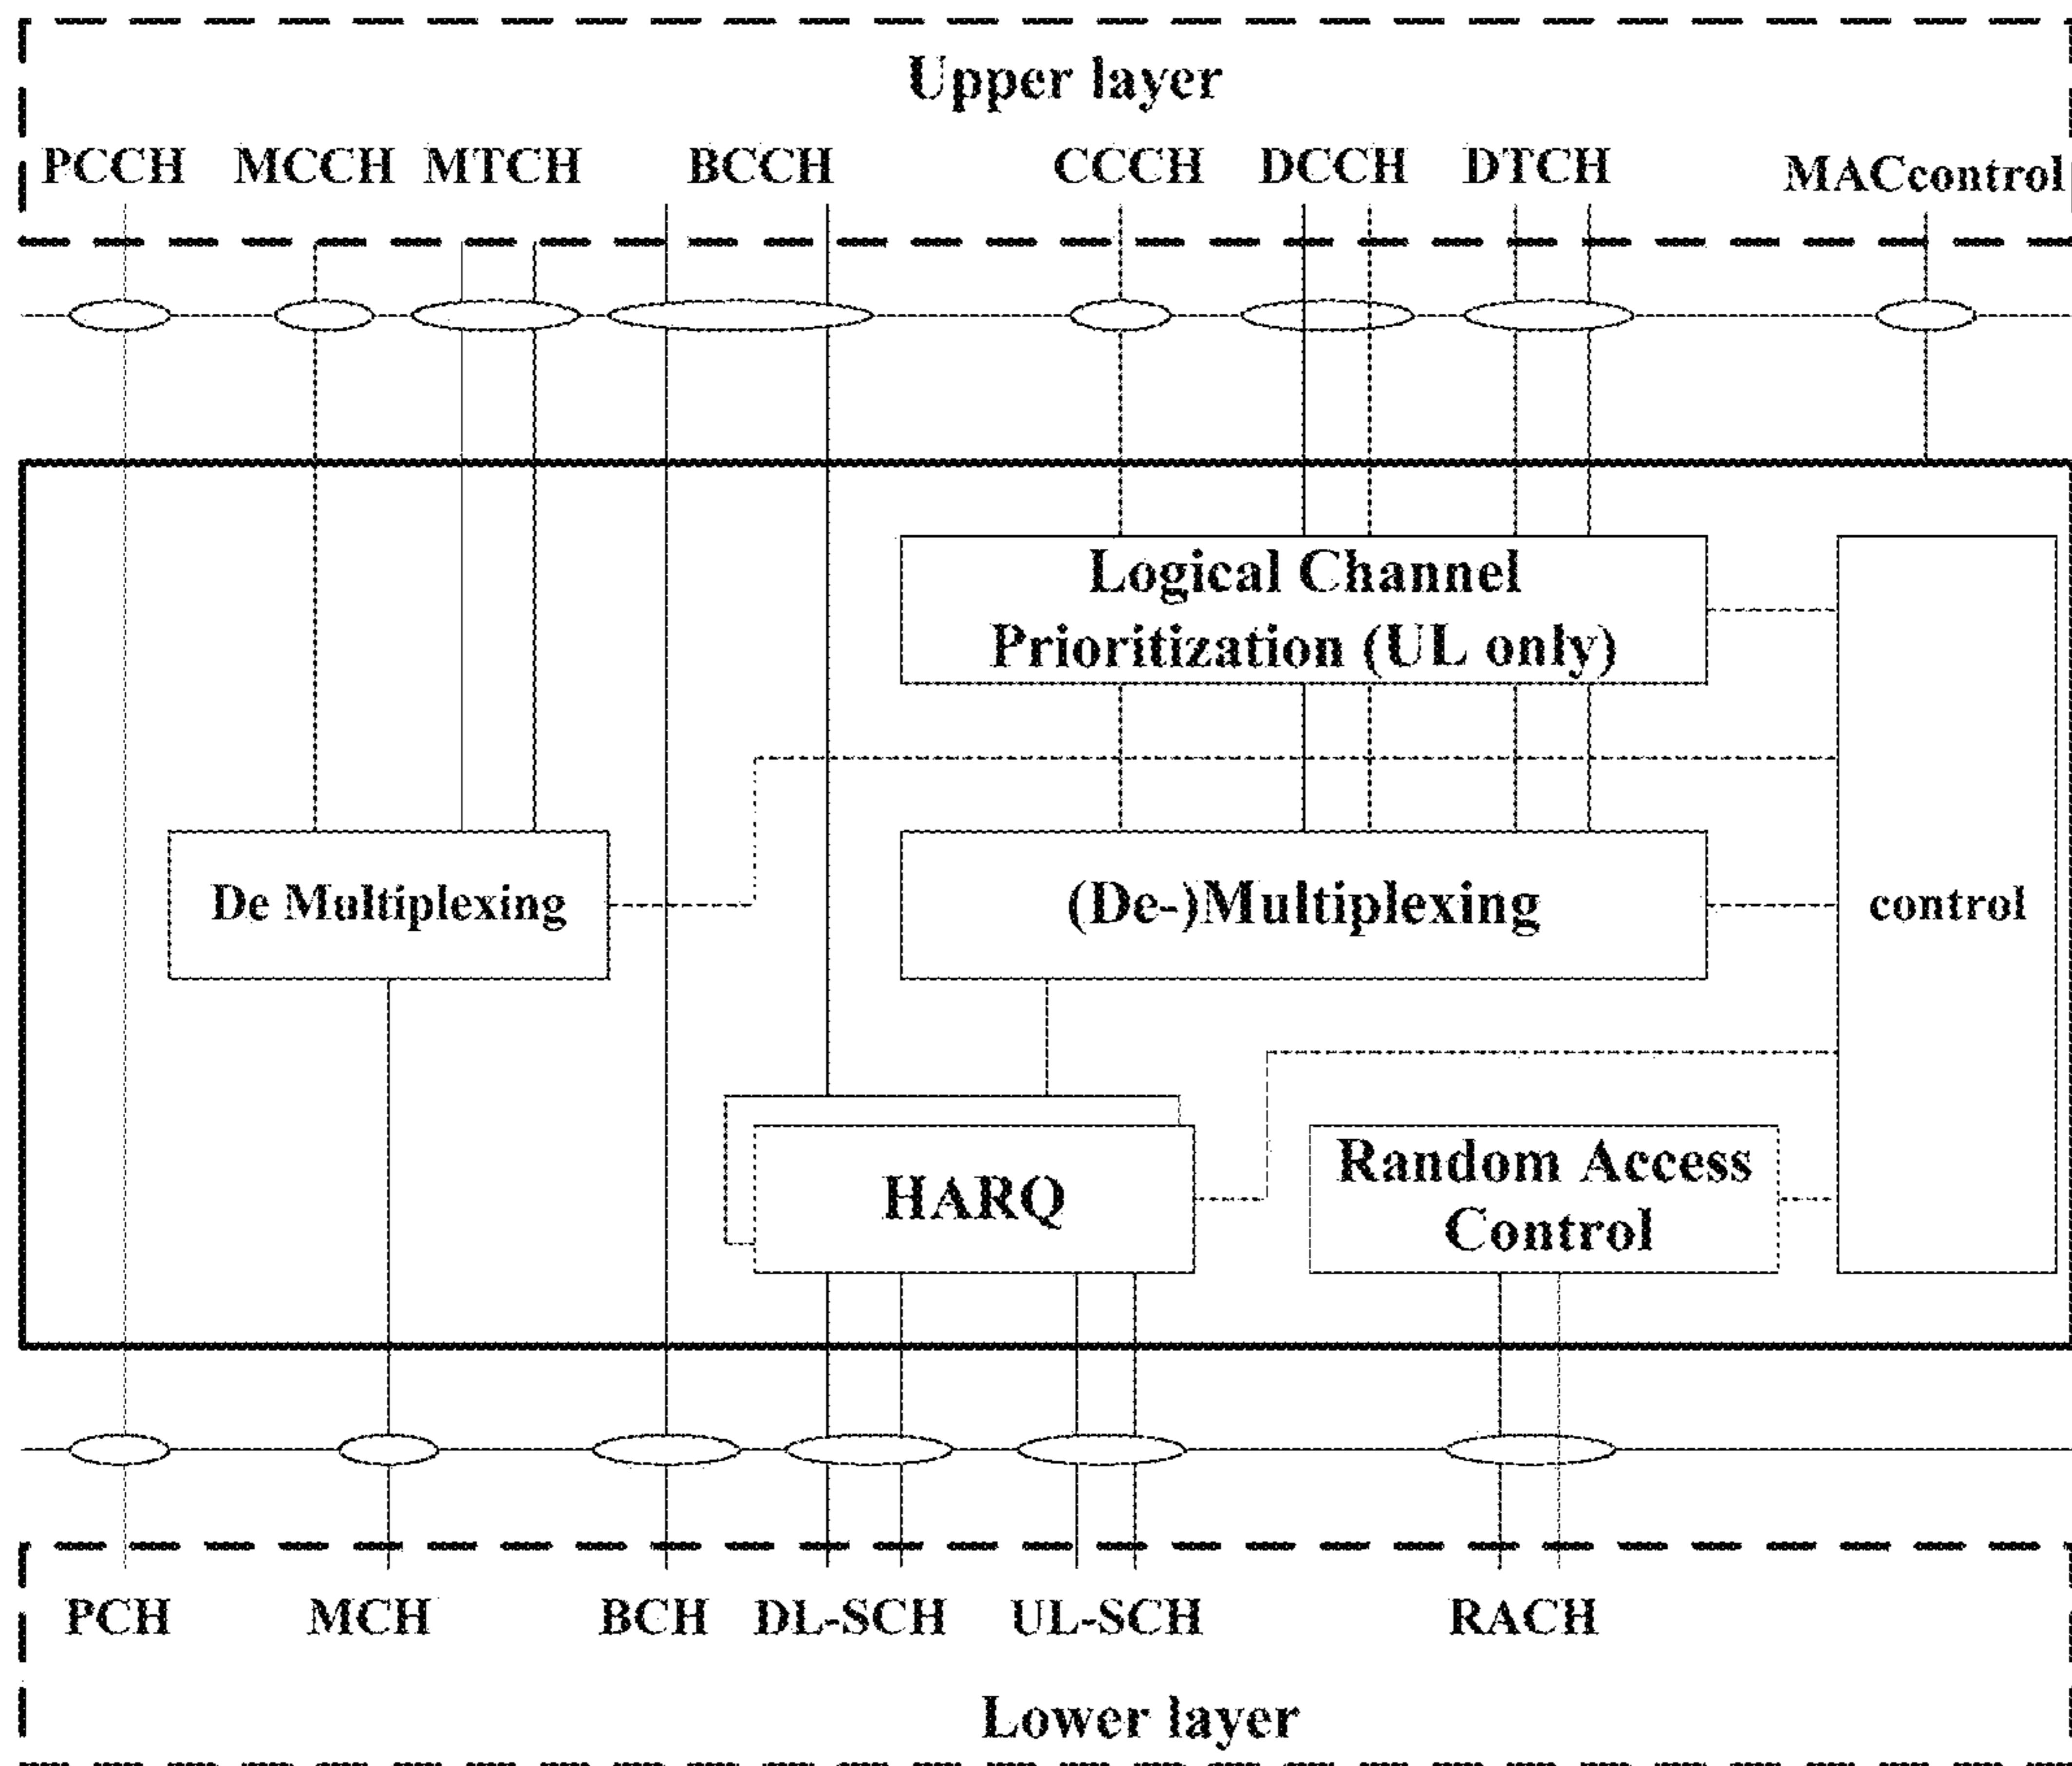 Upper layer
PCCH MCCH MTCH BCCH CCCH DCCH DTCH MACcontrol
Logical Channel
Prioritization (UL only)
De Multiplexing
(De-)Multiplexing
control
HARQ
Random Access
Control
PCH MCH BCH DL-SCH UL-SCH RACH
Lower layer